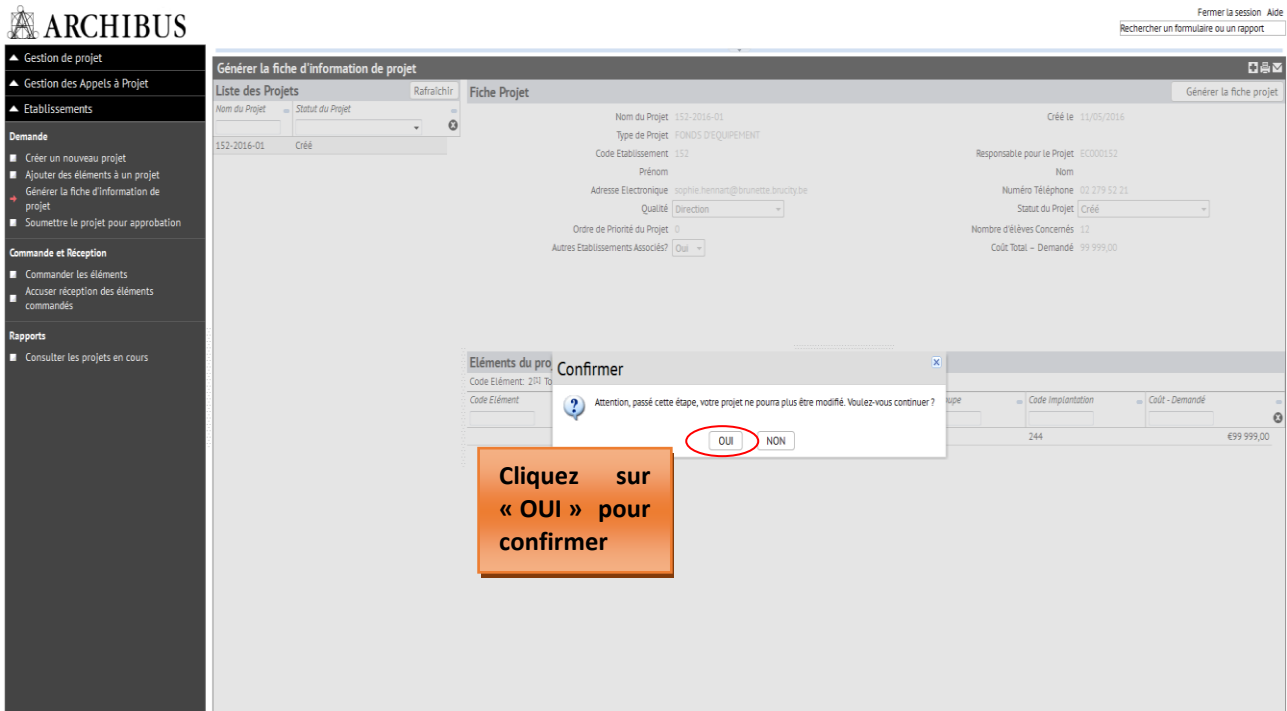 ARCHIBUS
Fermer la session Aide
Rechercher un formulaire ou un rapport
Gestion de projet
Gestion des Appels à Projet
Etablissements
Demande
Créer un nouveau projet
Ajouter des éléments à un projet
Générer la fiche d'information de
projet
Soumettre le projet pour approbation
Commande et Réception
Commander les éléments
Accuser réception des éléments
commandés
Rapports
Consulter les projets en cours
Générer la fiche d'information de projet
Liste des Projets
Rafraîchir
Nom du Projet
Statut du Projet
152-2016-01 Créé
Fiche Projet
Générer la fiche projet
Nom du Projet 152-2016-01
Créé le 11/05/2016
Type de Projet FONDS D'EQUIPEMENT
Code Etablissement 152
Responsable pour le Projet EC000152
Prénom
Nom
Adresse Electronique sophie.hennart@brunette.brucity.be
Numéro Téléphone 02 279 52 21
Qualité Direction
Statut du Projet Créé
Ordre de Priorité du Projet 0
Nombre d'élèves Concernés 12
Autres Etablissements Associés? Oui
Coût Total – Demandé 99 999,00
Eléments du pro
Code Elément: 2
To
Code Elément
upe
Code Implantation
Coût - Demandé
244
€99 999,00
Confirmer
Attention, passé cette étape, votre projet ne pourra plus être modifié. Voulez-vous continuer ?
OUI
NON
Cliquez sur
« OUI » pour
confirmer